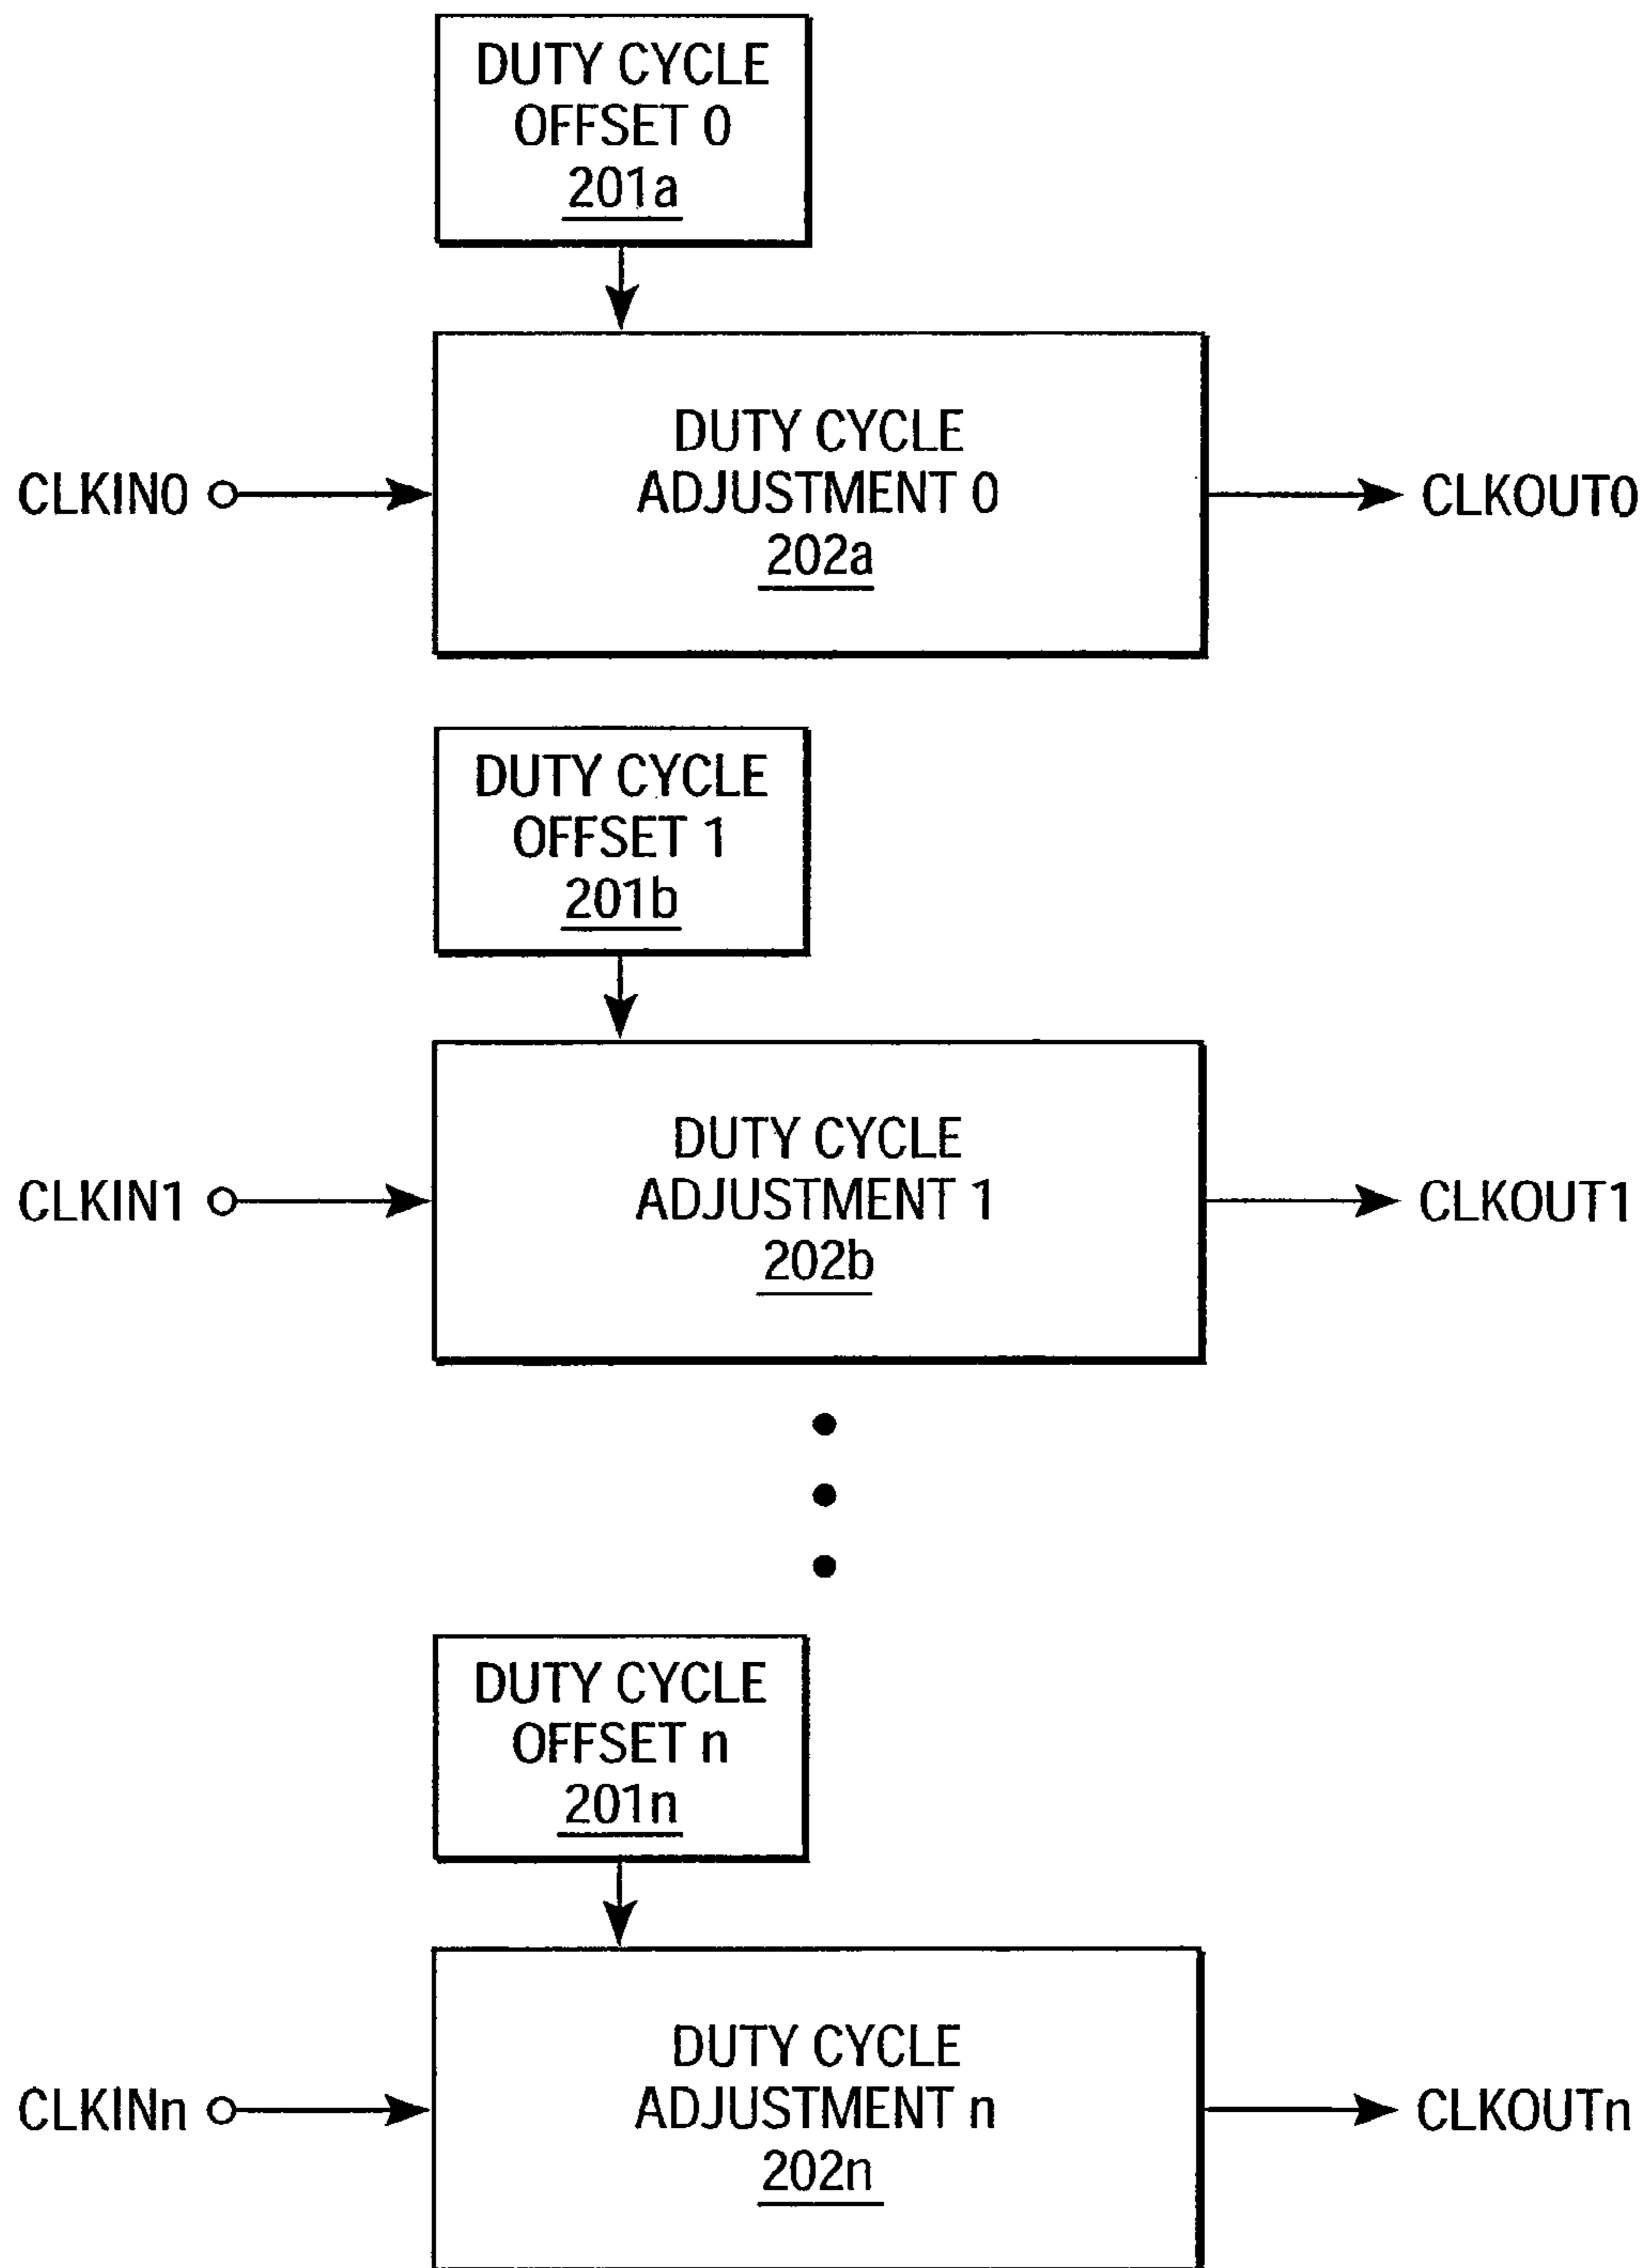 DUTY CYCLE
OFFSET 0
201a
CLKIN0
DUTY CYCLE
ADJUSTMENT 0
202a
CLKOUT0
DUTY CYCLE
OFFSET 1
201b
CLKIN1
DUTY CYCLE
ADJUSTMENT 1
202b
CLKOUT1
DUTY CYCLE
OFFSET n
201n
CLKINn
DUTY CYCLE
ADJUSTMENT n
202n
CLKOUTn